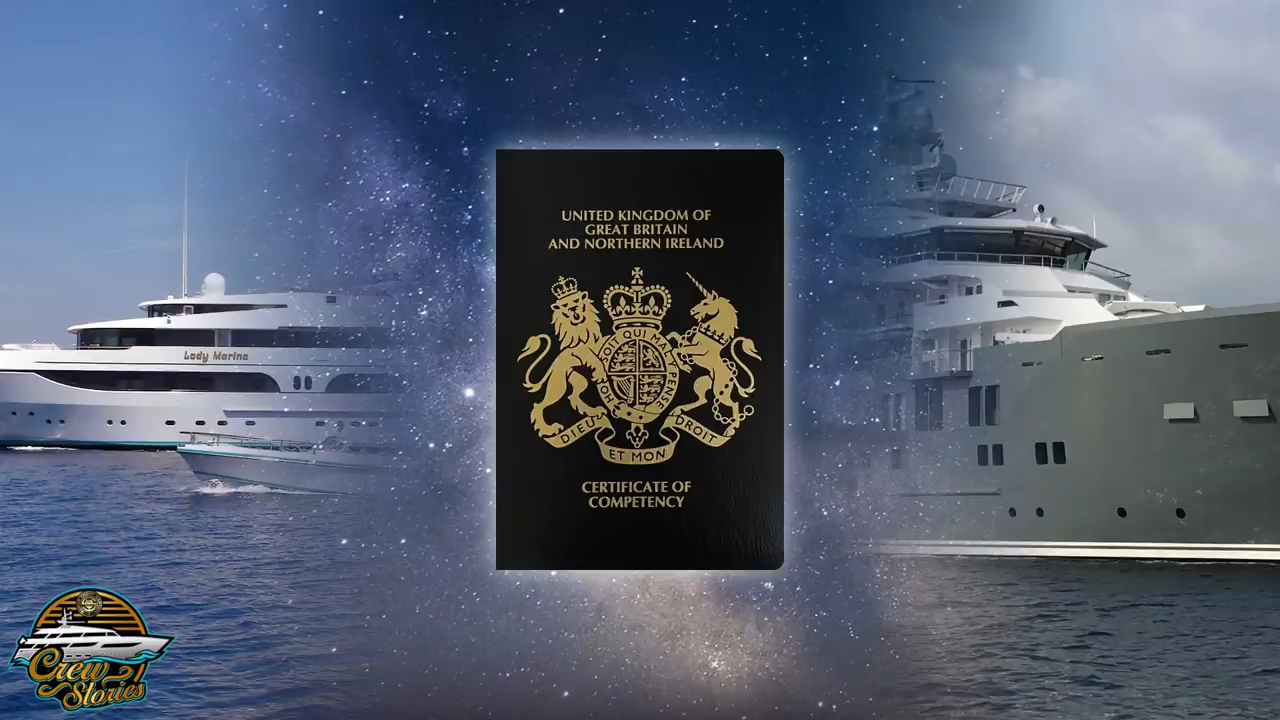 UNITED KINGDOM OF
GREAT BRITAIN
AND NORTHERN IRELAND
HONI SOIT QUI MAL Y PENSE
DIEU ET MON DROIT
CERTIFICATE OF
COMPETENCY
Lady Marina
Crew
Stories